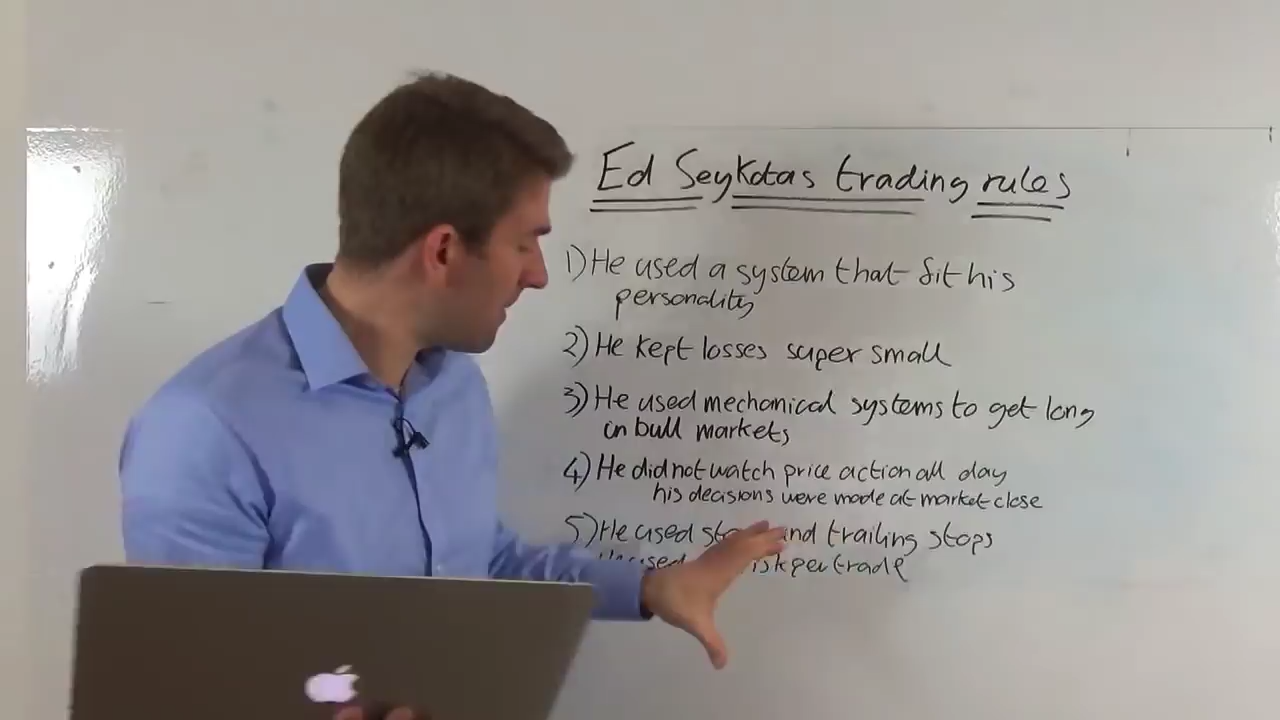 Ed Seykotas trading rules
1) He used a system that fit his
personality
2) He kept losses super small
3) He used mechanical systems to get long
in bull markets
4) He did not watch price action all day
his decisions were made at market close
5) He used and trailing stops
per trade